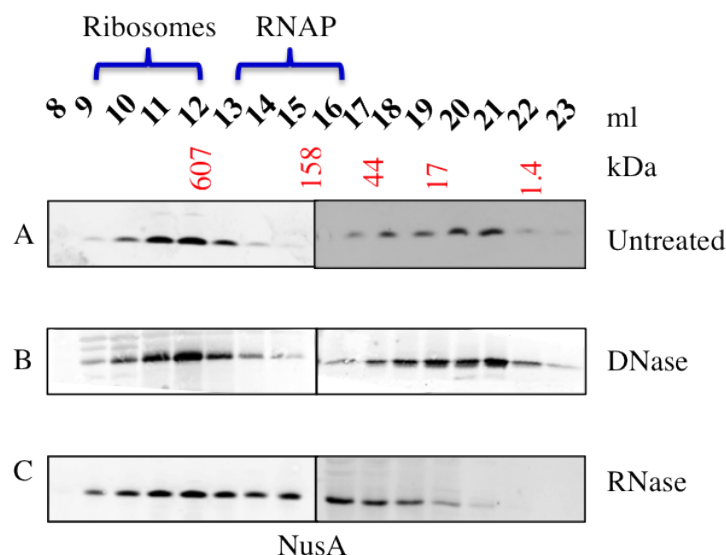 Ribosomes RNAP
8 9 10 11 12 13 14 15 16 17 18 19 20 21 22 23 ml
607 158 44 17 1.4 kDa
A Untreated
B DNase
C RNase
NusA